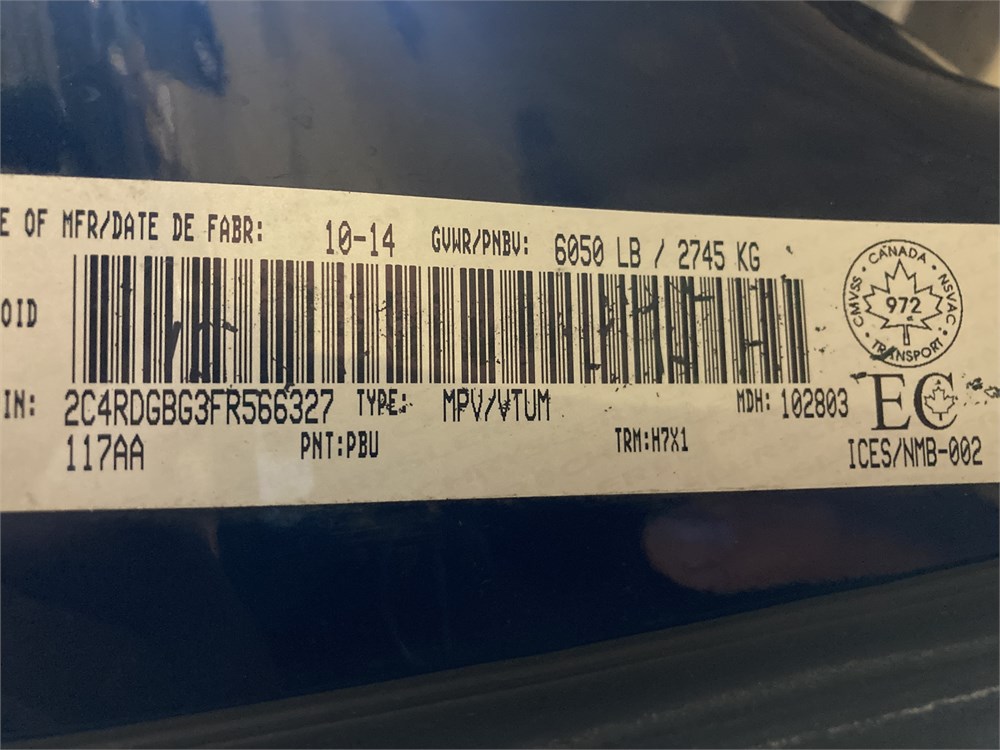 E OF MFR/DATE DE FABR: 10-14 GVWR/PNBV: 6050 LB / 2745 KG
OID
CANADA
CMVSS · NSVAC
972
TRANSPORT
IN: 2C4RDGBG3FR566327 TYPE: MPV/VTUM MDH: 102803 EC
117AA PNT:PBU TRM:H7X1 ICES/NMB-002